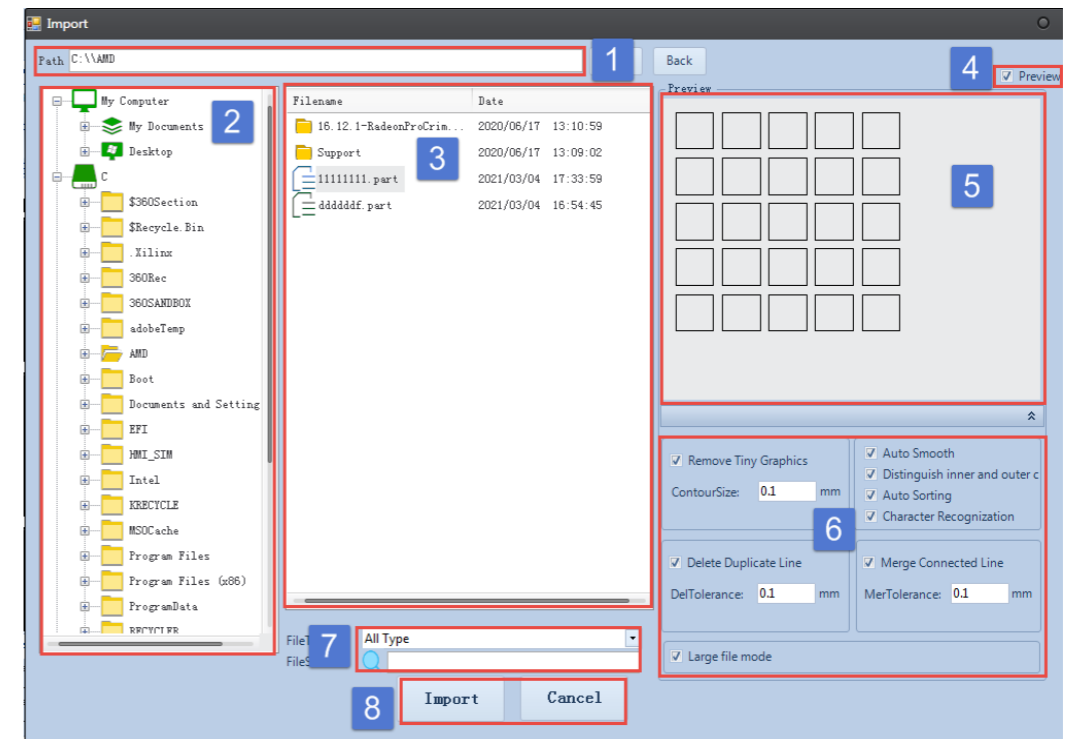 Import
Path C:\\AMD
1
Back
4
Preview
Preview
My Computer
My Documents
Desktop
C
$360Section
$Recycle.Bin
.Xilinx
360Rec
360SANDBOX
adobeTemp
AMD
Boot
Documents and Setting
EFI
HMI_SIM
Intel
KRECYCLE
MSOCache
Program Files
Program Files (x86)
ProgramData
RECYCLER
2
Filename Date
16.12.1-RadeonProCrim... 2020/06/17 13:10:59
Support 2020/06/17 13:09:02
11111111.part 2021/03/04 17:33:59
ddddddf.part 2021/03/04 16:54:45
3
5
Remove Tiny Graphics
ContourSize: 0.1 mm
Auto Smooth
Distinguish inner and outer c
Auto Sorting
Character Recognization
6
Delete Duplicate Line
DelTolerance: 0.1 mm
Merge Connected Line
MerTolerance: 0.1 mm
Large file mode
7
All Type
8
Import Cancel